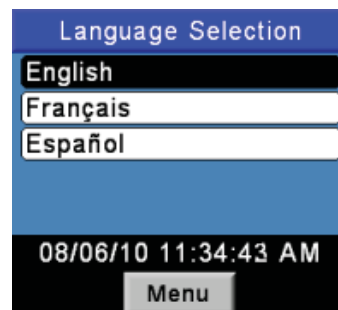 Language Selection
English
Français
Español
08/06/10 11:34:43 AM
Menu